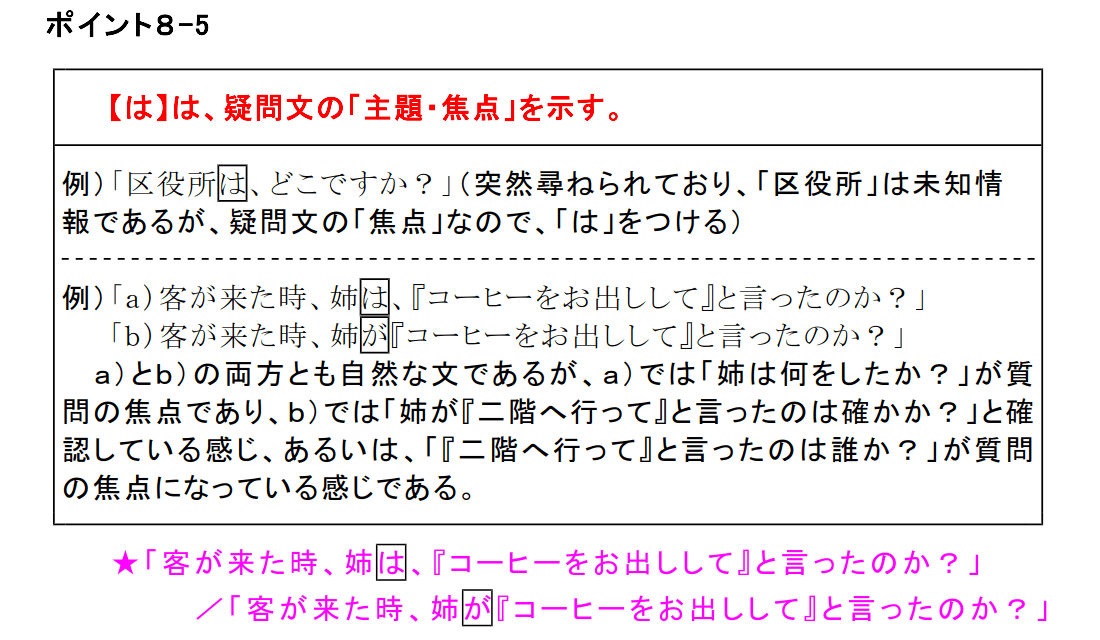 ポイント８-５
【は】は、疑問文の「主題・焦点」を示す。
例）「区役所は、どこですか？」（突然尋ねられており、「区役所」は未知情
報であるが、疑問文の「焦点」なので、「は」をつける）
例）「a）客が来た時、姉は、『コーヒーをお出しして』と言ったのか？」
「b）客が来た時、姉が『コーヒーをお出しして』と言ったのか？」
a）とb）の両方とも自然な文であるが、a）では「姉は何をしたか？」が質
問の焦点であり、b）では「姉が『二階へ行って』と言ったのは確かか？」と確
認している感じ、あるいは、「『二階へ行って』と言ったのは誰か？」が質問
の焦点になっている感じである。
★「客が来た時、姉は、『コーヒーをお出しして』と言ったのか？」
／「客が来た時、姉が『コーヒーをお出しして』と言ったのか？」